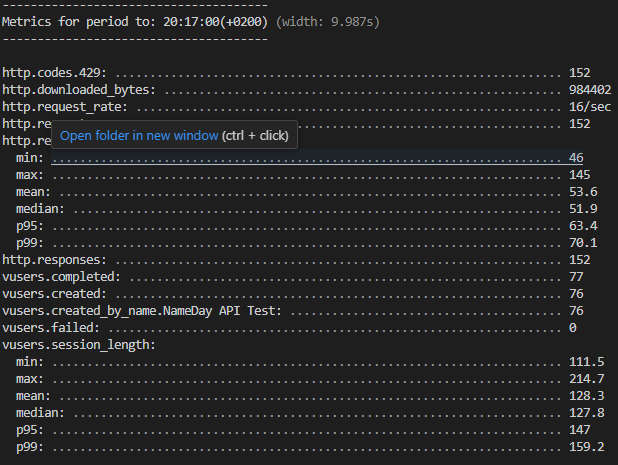 --------------------------------------
Metrics for period to: 20:17:00(+0200) (width: 9.987s)
--------------------------------------
http.codes.429: ................................................................ 152
http.downloaded_bytes: ......................................................... 984402
http.request_rate: ............................................................. 16/sec
http.re ........................................ 152
Open folder in new window (ctrl + click)
http.re
min: ......................................................................... 46
max: ......................................................................... 145
mean: ........................................................................ 53.6
median: ...................................................................... 51.9
p95: ......................................................................... 63.4
p99: ......................................................................... 70.1
http.responses: ................................................................ 152
vusers.completed: .............................................................. 77
vusers.created: ................................................................ 76
vusers.created_by_name.NameDay API Test: ....................................... 76
vusers.failed: ................................................................. 0
vusers.session_length:
min: ......................................................................... 111.5
max: ......................................................................... 214.7
mean: ........................................................................ 128.3
median: ...................................................................... 127.8
p95: ......................................................................... 147
p99: ......................................................................... 159.2